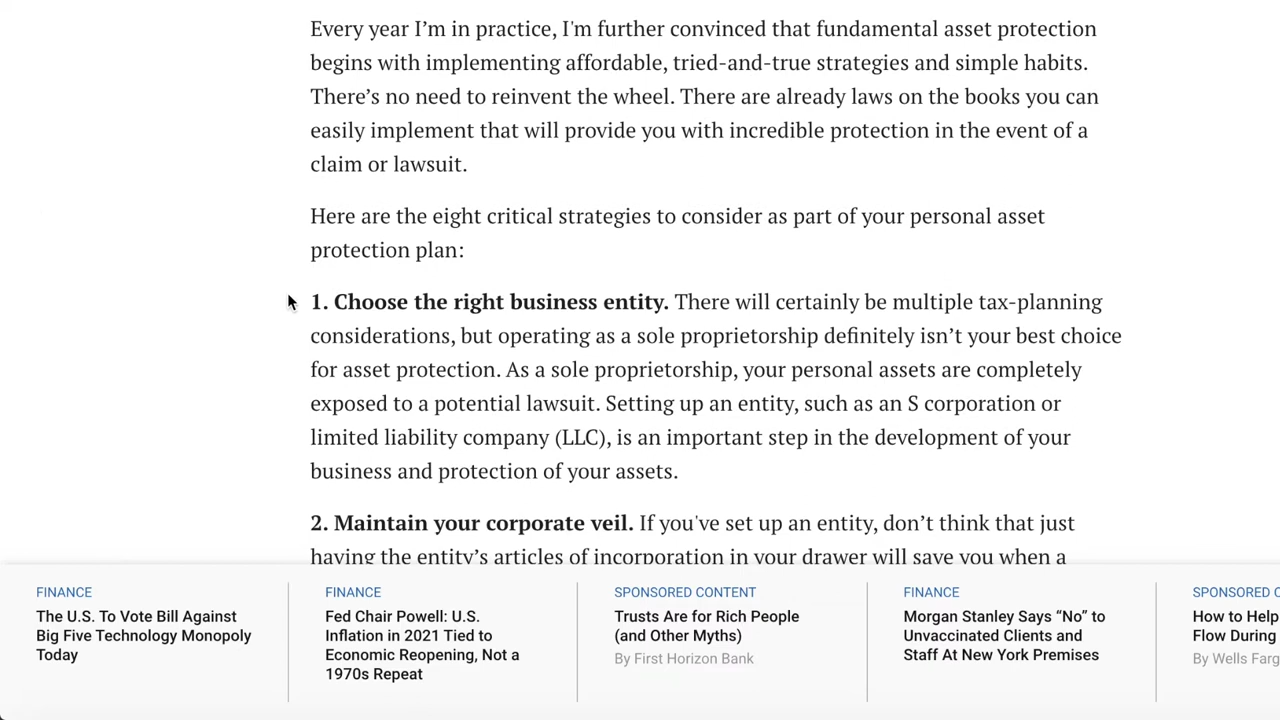 Every year I’m in practice, I'm further convinced that fundamental asset protection
begins with implementing affordable, tried-and-true strategies and simple habits.
There’s no need to reinvent the wheel. There are already laws on the books you can
easily implement that will provide you with incredible protection in the event of a
claim or lawsuit.
Here are the eight critical strategies to consider as part of your personal asset
protection plan:
1. Choose the right business entity. There will certainly be multiple tax-planning
considerations, but operating as a sole proprietorship definitely isn’t your best choice
for asset protection. As a sole proprietorship, your personal assets are completely
exposed to a potential lawsuit. Setting up an entity, such as an S corporation or
limited liability company (LLC), is an important step in the development of your
business and protection of your assets.
2. Maintain your corporate veil. If you've set up an entity, don’t think that just
having the entity’s articles of incorporation in your drawer will save you when a
FINANCE
The U.S. To Vote Bill Against
Big Five Technology Monopoly
Today
FINANCE
Fed Chair Powell: U.S.
Inflation in 2021 Tied to
Economic Reopening, Not a
1970s Repeat
SPONSORED CONTENT
Trusts Are for Rich People
(and Other Myths)
By First Horizon Bank
FINANCE
Morgan Stanley Says “No” to
Unvaccinated Clients and
Staff At New York Premises
SPONSORED
How to Help
Flow During
By Wells